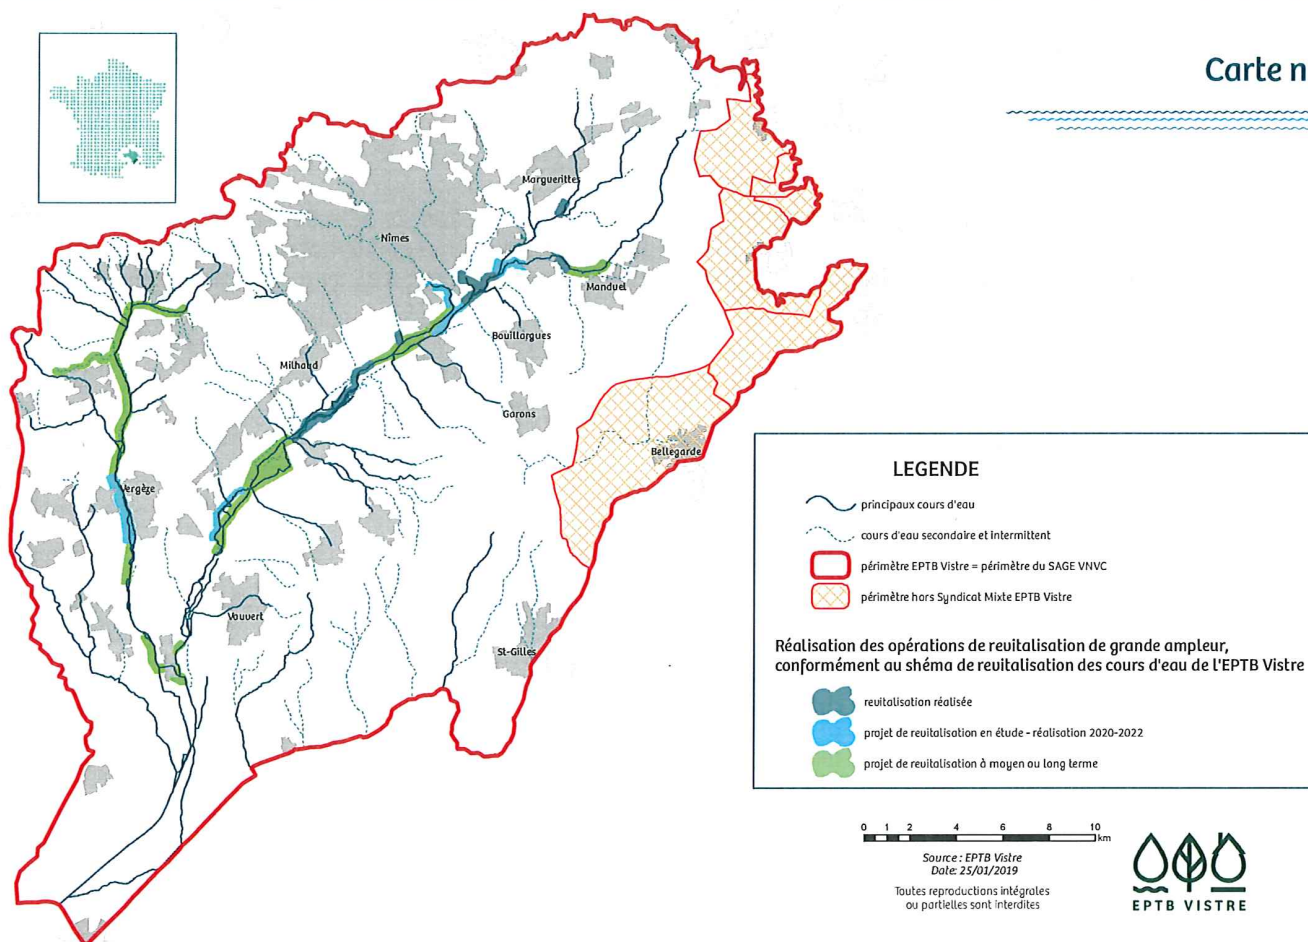 Carte n
Marguerittes
Nîmes
Manduel
Bouillargues
Milhaud
Garons
Bellegarde
Vergèze
Vauvert
St-Gilles
LEGENDE
principaux cours d'eau
cours d'eau secondaire et intermittent
périmètre EPTB Vistre = périmètre du SAGE VNVC
périmètre hors Syndicat Mixte EPTB Vistre
Réalisation des opérations de revitalisation de grande ampleur,
conformément au shéma de revitalisation des cours d'eau de l'EPTB Vistre
revitalisation réalisée
projet de revitalisation en étude - réalisation 2020-2022
projet de revitalisation à moyen ou long terme
0 1 2 4 6 8 10
km
Source : EPTB Vistre
Date: 25/01/2019
Toutes reproductions intégrales
ou partielles sont interdites
EPTB VISTRE